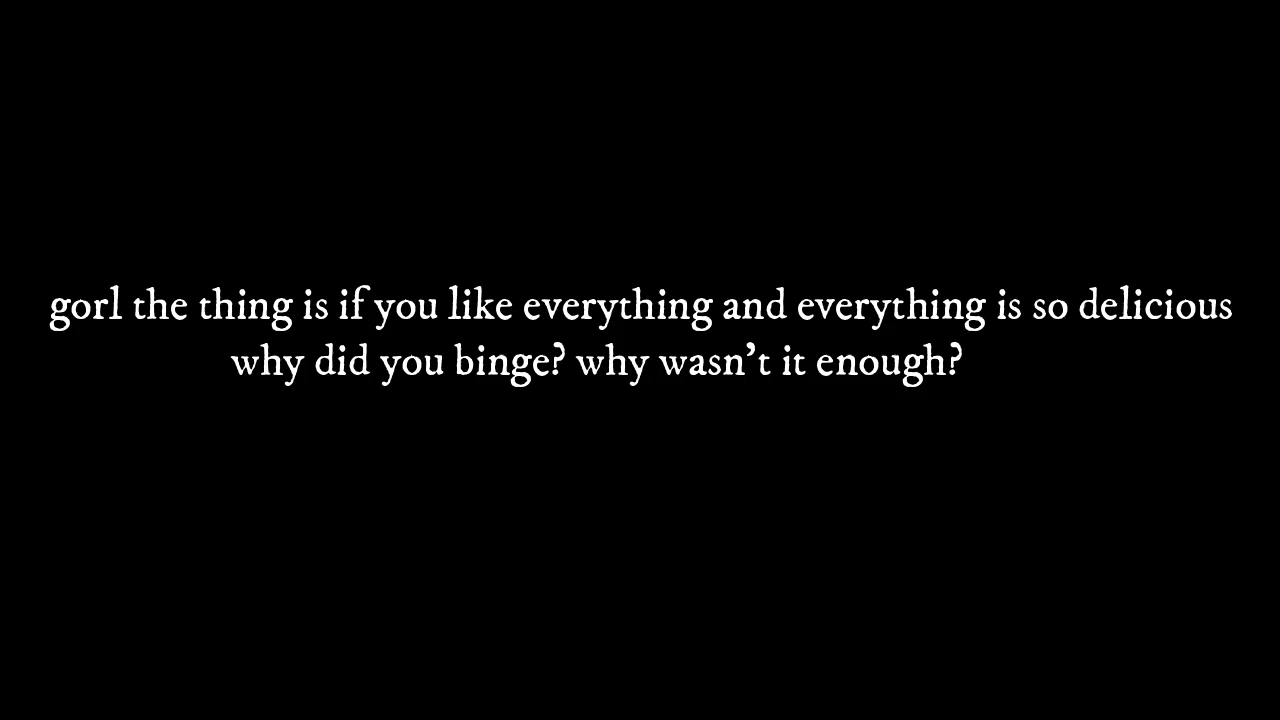 gorl the thing is if you like everything and everything is so delicious
why did you binge? why wasn’t it enough?